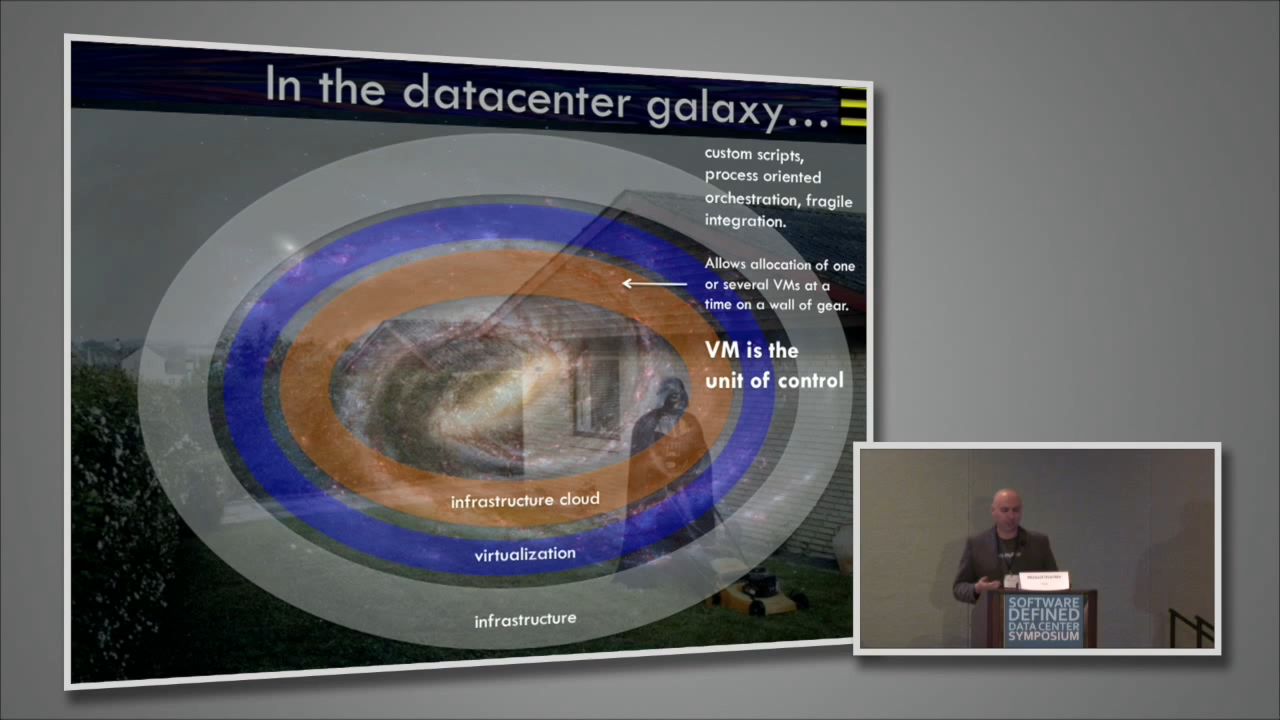 In the datacenter galaxy...
custom scripts,
process oriented
orchestration, fragile
integration.
Allows allocation of one
or several VMs at a
time on a wall of gear.
VM is the
unit of control
infrastructure cloud
virtualization
infrastructure
SOFTWARE
DEFINED
DATA CENTER
SYMPOSIUM